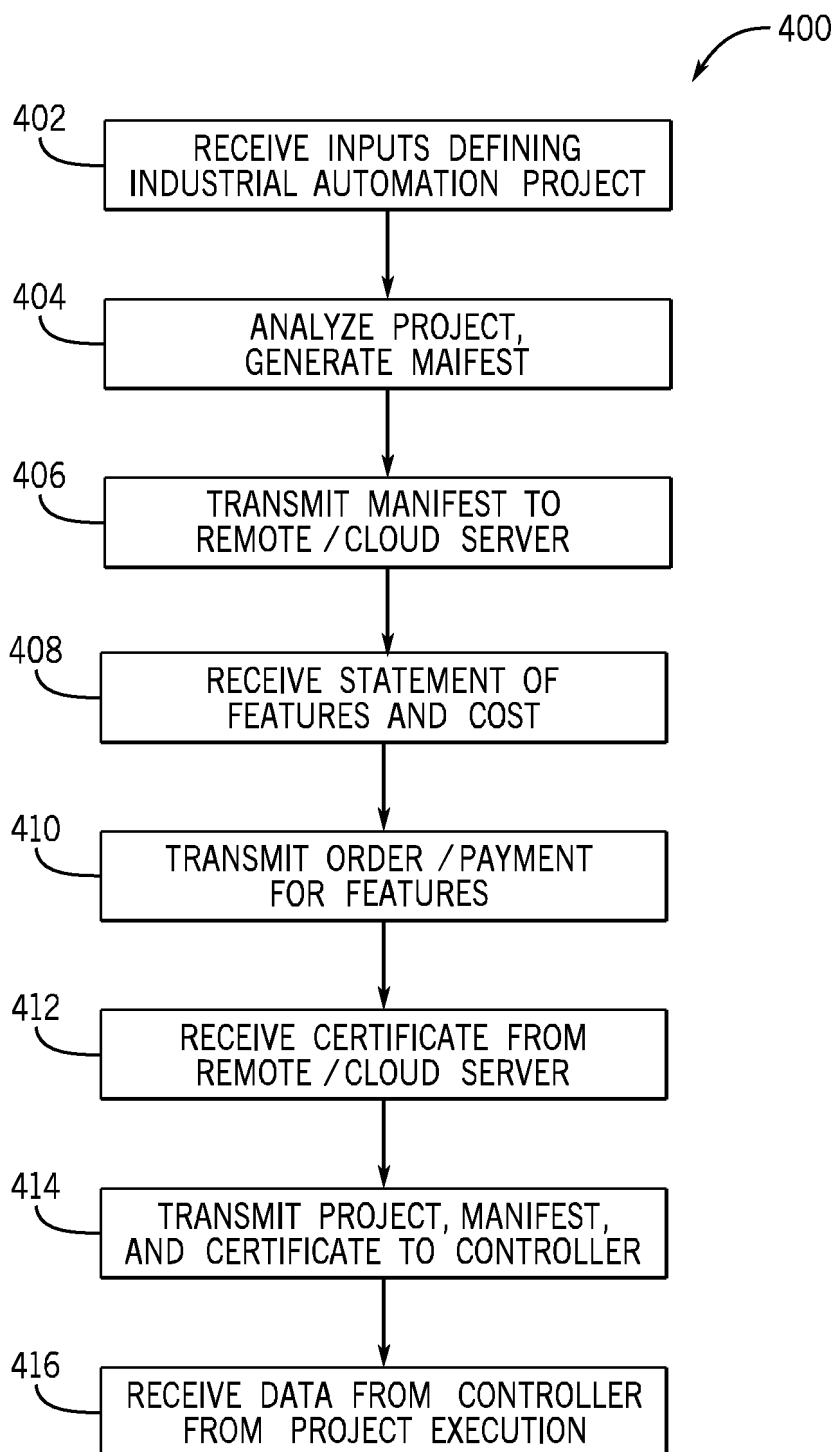 400
402
RECEIVE INPUTS DEFINING
INDUSTRIAL AUTOMATION PROJECT
404
ANALYZE PROJECT,
GENERATE MAIFEST
406
TRANSMIT MANIFEST TO
REMOTE / CLOUD SERVER
408
RECEIVE STATEMENT OF
FEATURES AND COST
410
TRANSMIT ORDER / PAYMENT
FOR FEATURES
412
RECEIVE CERTIFICATE FROM
REMOTE / CLOUD SERVER
414
TRANSMIT PROJECT, MANIFEST,
AND CERTIFICATE TO CONTROLLER
416
RECEIVE DATA FROM CONTROLLER
FROM PROJECT EXECUTION